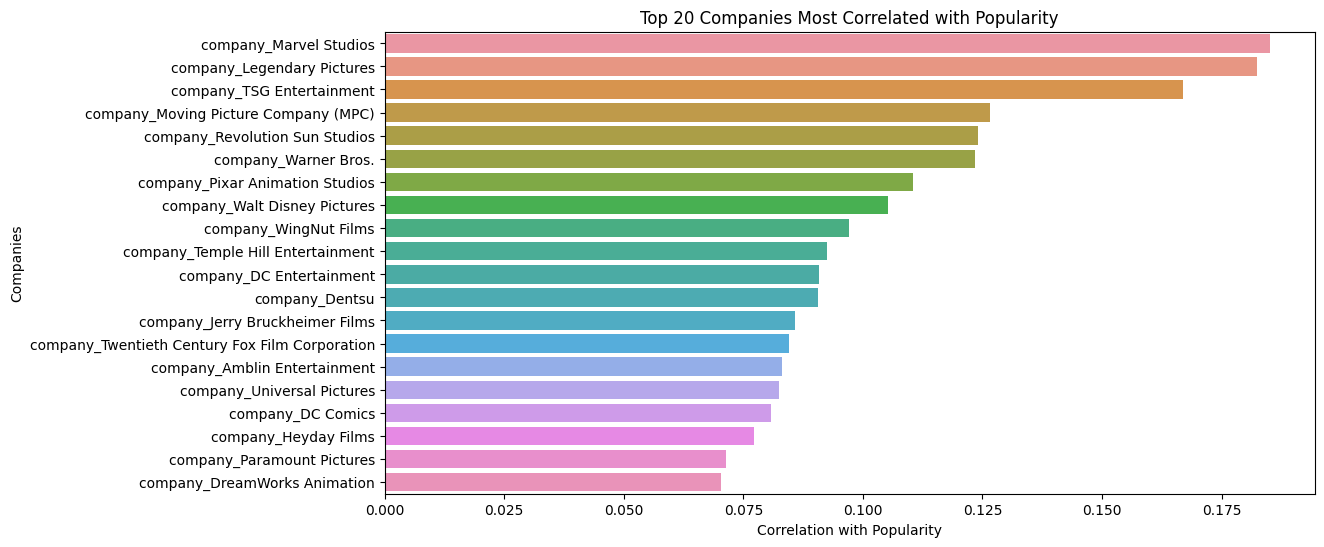 Top 20 Companies Most Correlated with Popularity
company_Marvel Studios
company_Legendary Pictures
company_TSG Entertainment
company_Moving Picture Company (MPC)
company_Revolution Sun Studios
company_Warner Bros.
company_Pixar Animation Studios
company_Walt Disney Pictures
company_WingNut Films
company_Temple Hill Entertainment
company_DC Entertainment
company_Dentsu
company_Jerry Bruckheimer Films
company_Twentieth Century Fox Film Corporation
company_Amblin Entertainment
company_Universal Pictures
company_DC Comics
company_Heyday Films
company_Paramount Pictures
company_DreamWorks Animation
Companies
0.000 0.025 0.050 0.075 0.100 0.125 0.150 0.175
Correlation with Popularity